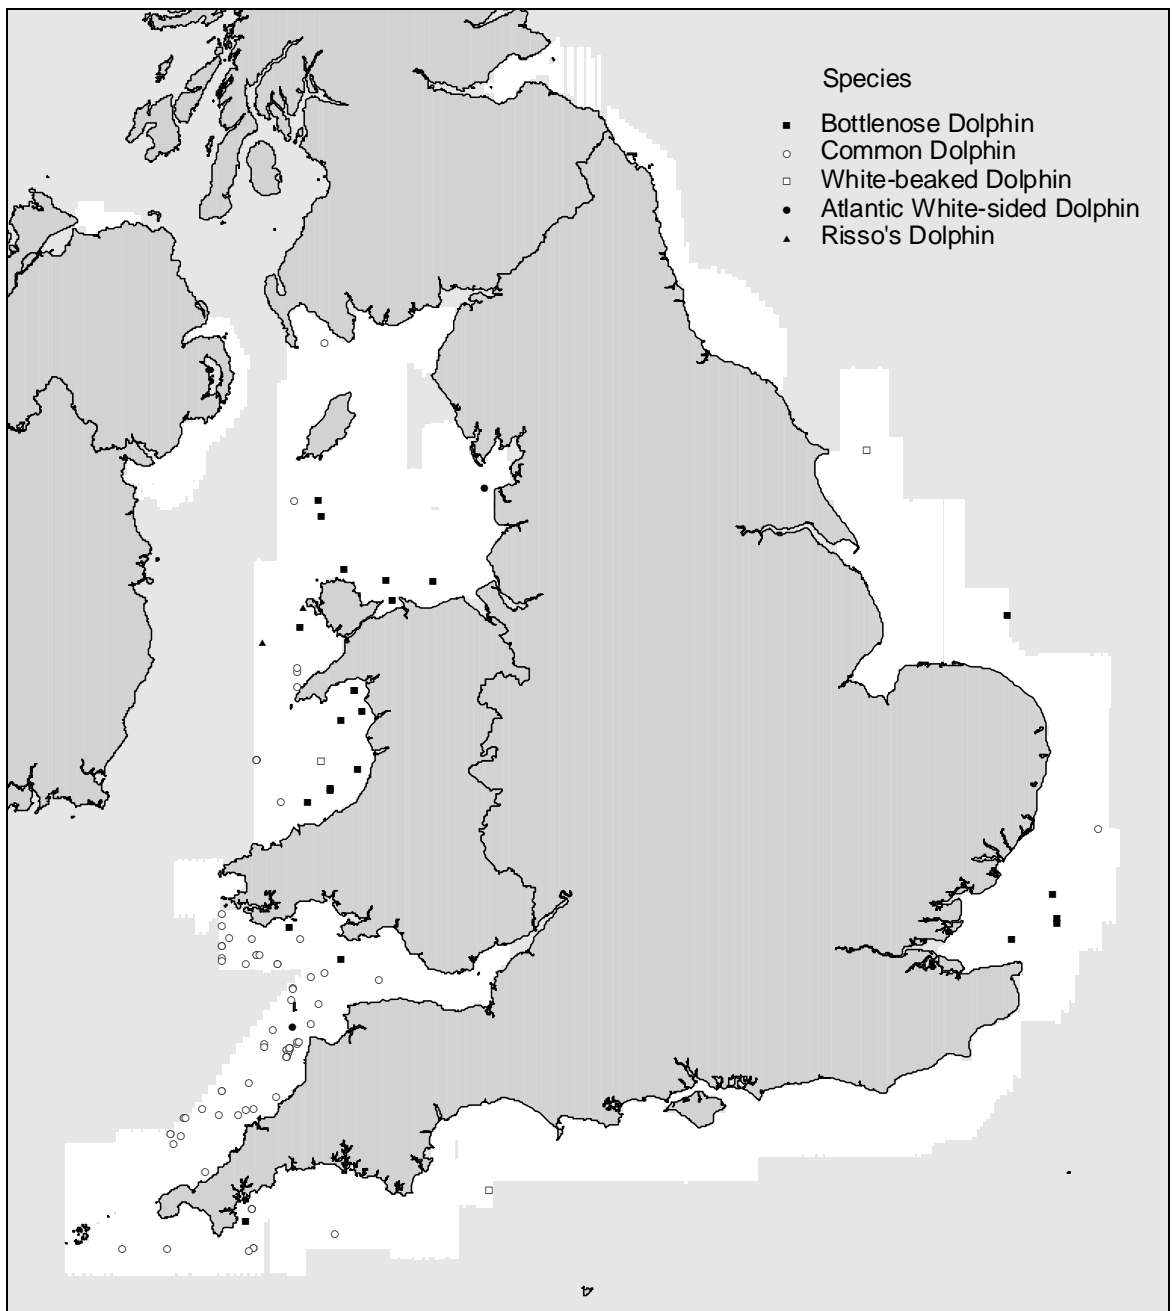 Species
Bottlenose Dolphin
Common Dolphin
White-beaked Dolphin
Atlantic White-sided Dolphin
Risso's Dolphin